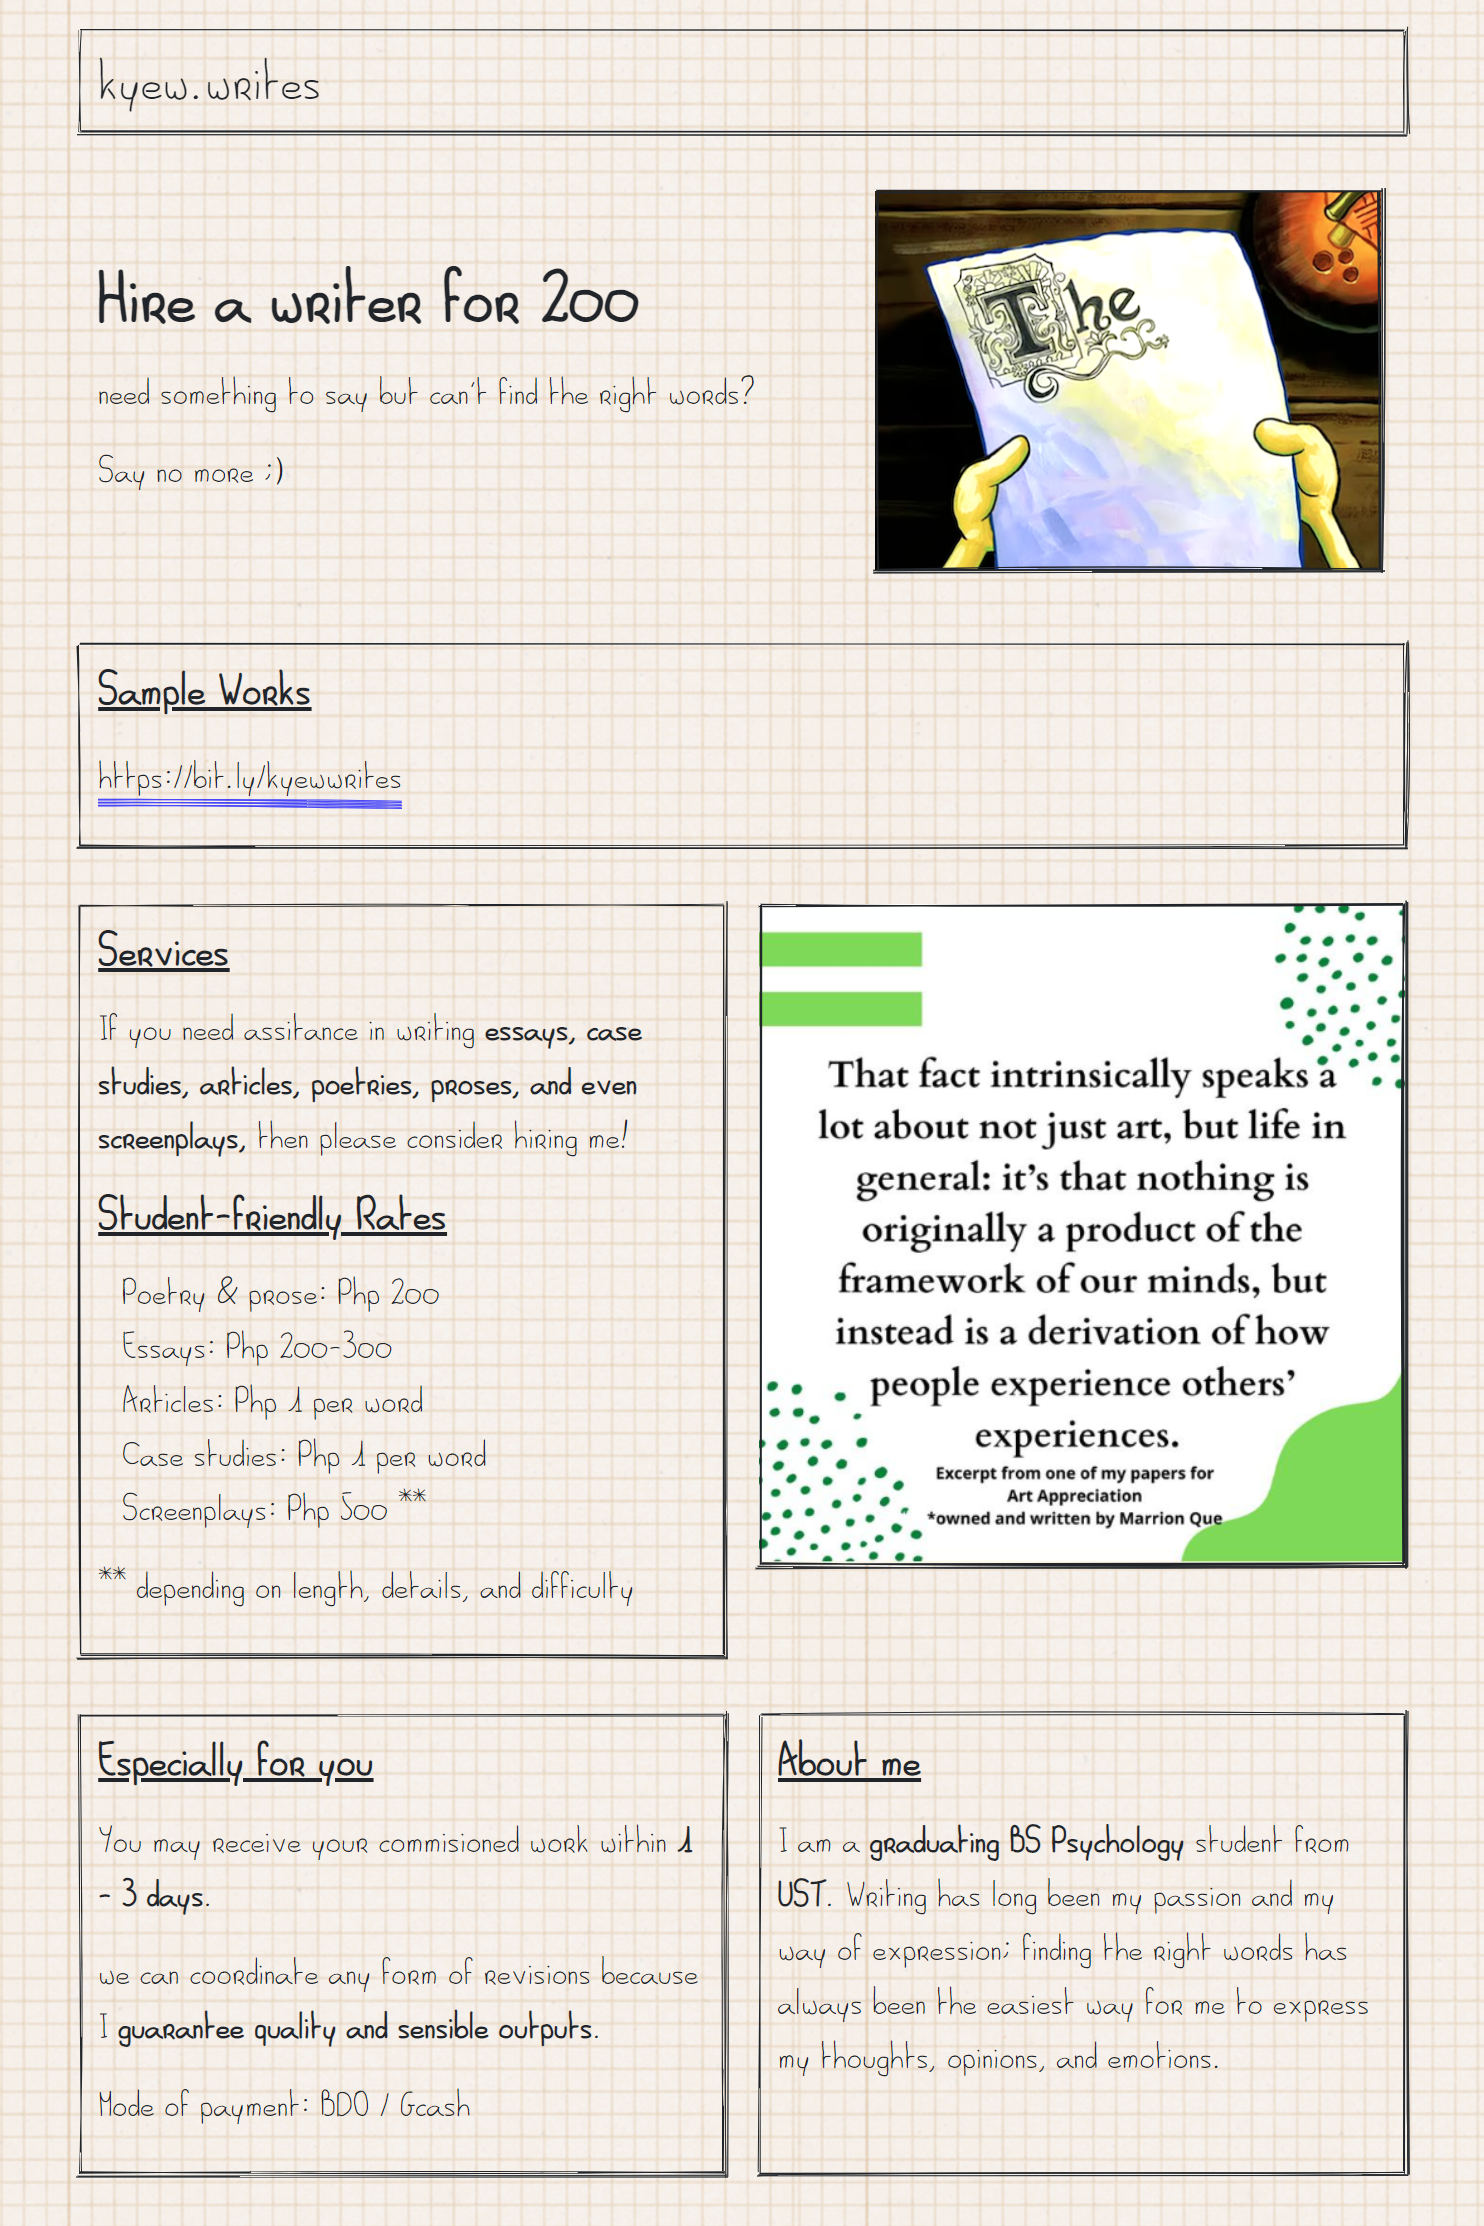 kyew.writes
Hire a writer for 200
need something to say but can't find the right words?
Say no more ;)
The
Sample Works
https://bit.ly/kyewwrites
Services
If you need assitance in writing essays, case
studies, articles, poetries, proses, and even
screenplays, then please consider hiring me!
Student-friendly Rates
Poetry & prose: Php 200
Essays: Php 200-300
Articles: Php 1 per word
Case studies: Php 1 per word
Screenplays: Php 500 **
** depending on length, details, and difficulty
That fact intrinsically speaks a
lot about not just art, but life in
general: it's that nothing is
originally a product of the
framework of our minds, but
instead is a derivation of how
people experience others'
experiences.
Excerpt from one of my papers for
Art Appreciation
*owned and written by Marrion Que
Especially for you
You may receive your commisioned work within 1
- 3 days.
we can coordinate any form of revisions because
I guarantee quality and sensible outputs.
Mode of payment: BDO / Gcash
About me
I am a graduating BS Psychology student from
UST. Writing has long been my passion and my
way of expression; finding the right words has
always been the easiest way for me to express
my thoughts, opinions, and emotions.